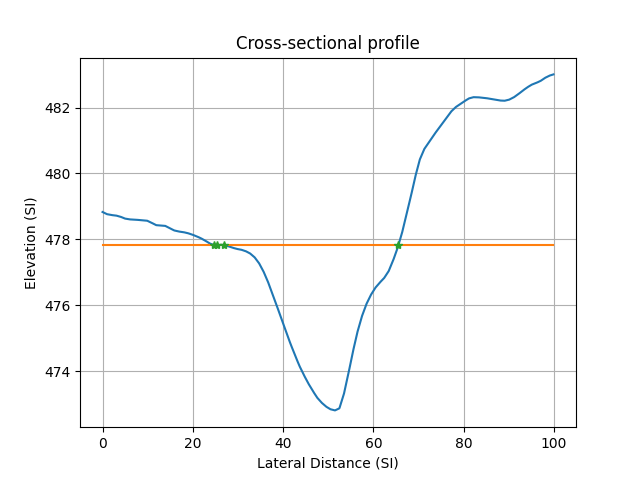 Cross-sectional profile
Elevation (SI)
482
480
478
476
474
0 20 40 60 80 100
Lateral Distance (SI)